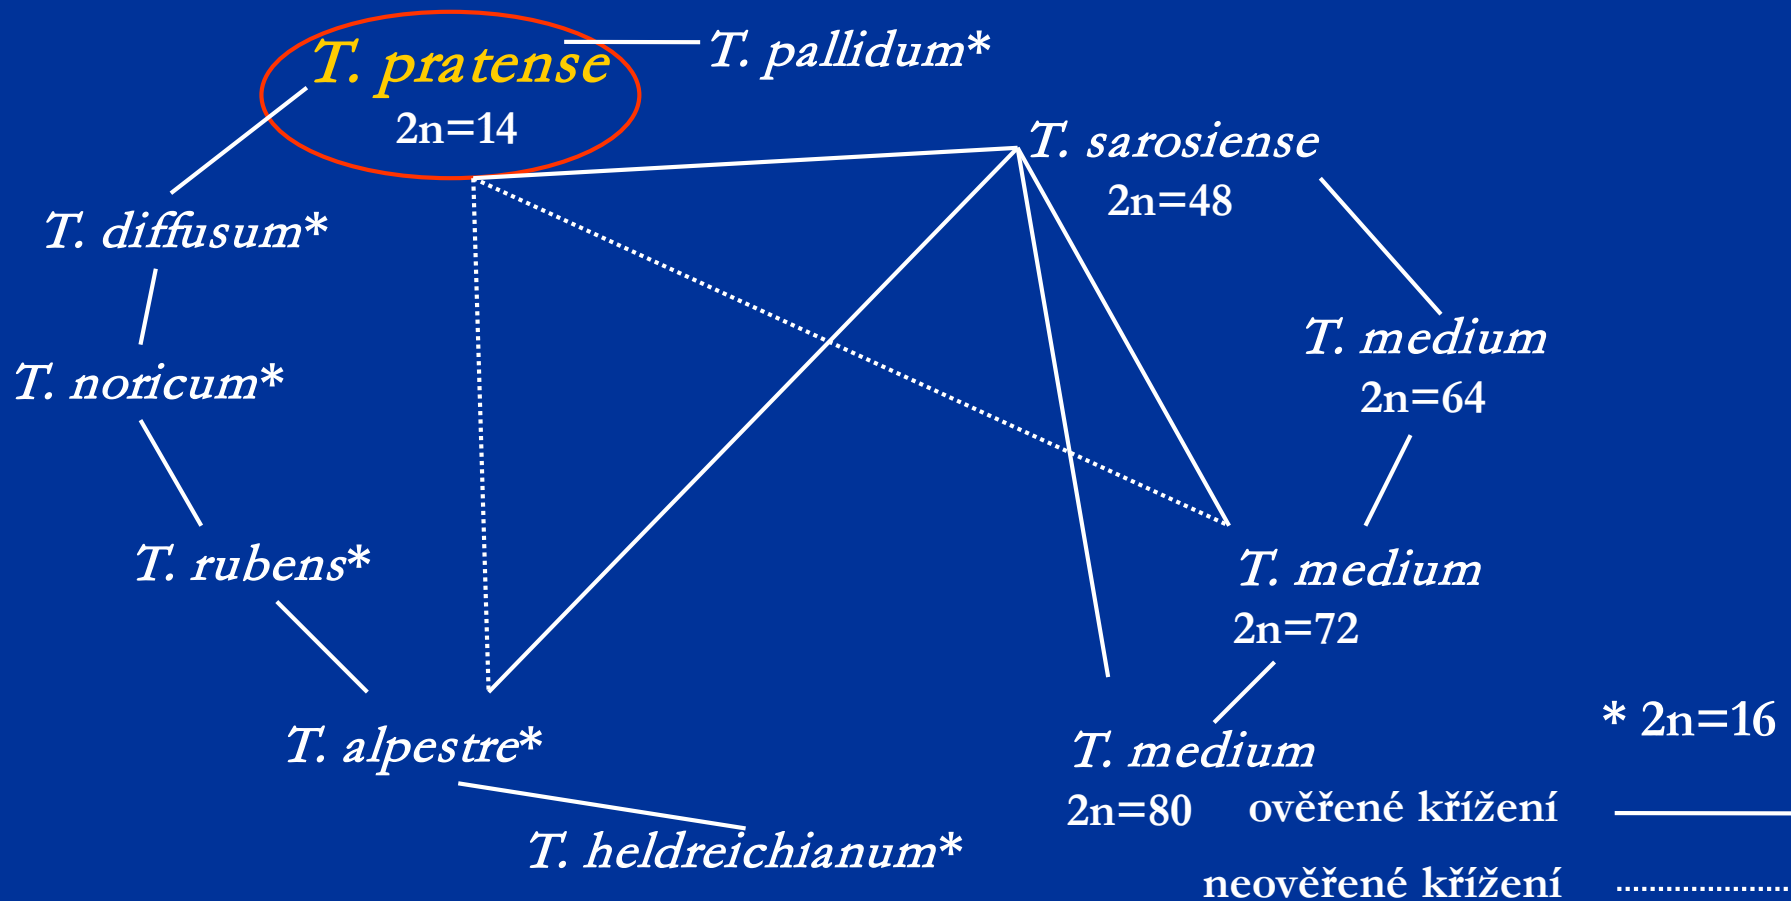 T. pratense
2n=14
T. pallidum*
T. sarosiense
2n=48
T. diffusum*
T. medium
2n=64
T. noricum*
T. rubens*
T. medium
2n=72
T. alpestre*
T. medium
2n=80
* 2n=16
ověřené křížení
T. heldreichianum*
neověřené křížení